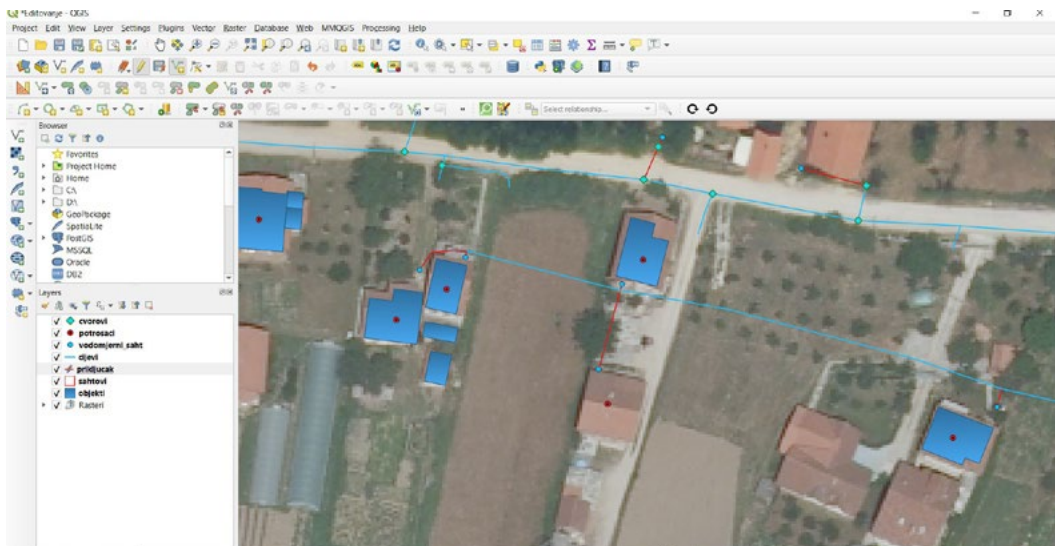 *Editovanje - QGIS
Project Edit View Layer Settings Plugins Vector Raster Database Web MMQGIS Processing Help
Select relationship...
Browser
Favorites
Project Home
Home
C:\
D:\
GeoPackage
SpatiaLite
PostGIS
MSSQL
Oracle
DB2
Layers
cvorovi
potrosaci
vodomjerni_saht
cijevi
prikljucak
sahtovi
objekti
Rasteri